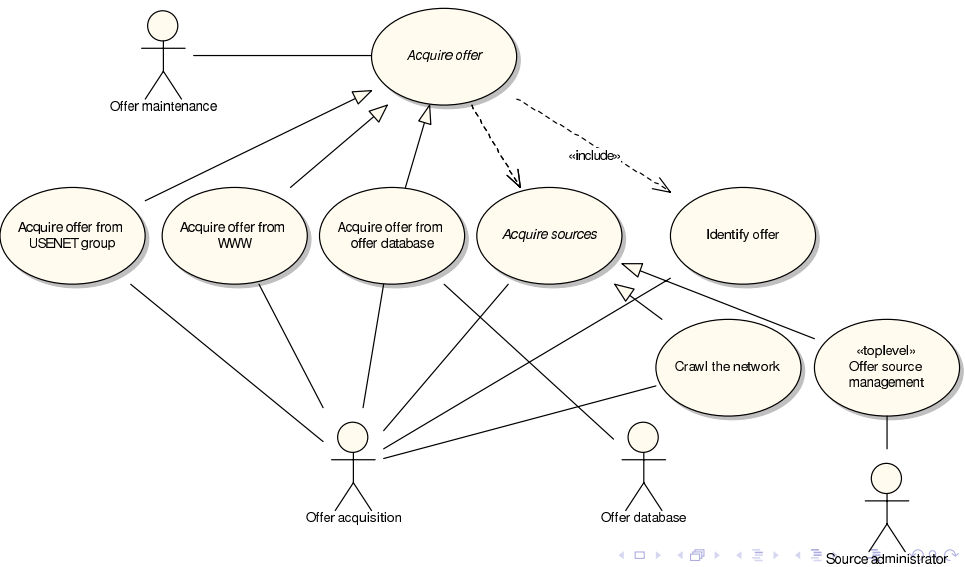 Acquire offer
Offer maintenance
«include»
Acquire offer from
USENET group
Acquire offer from
WWW
Acquire offer from
offer database
Acquire sources
Identify offer
Crawl the network
«toplevel»
Offer source
management
Offer acquisition
Offer database
Source administrator